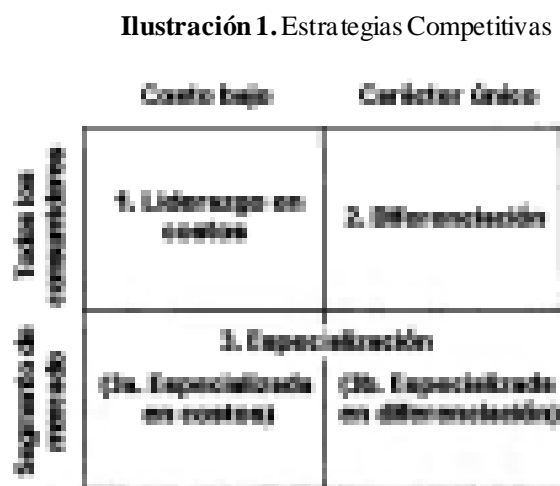 Ilustración 1. Estrategias Competitivas
Costo bajo
Carácter único
Todos los
consumidores
1. Liderazgo en
costos
2. Diferenciación
Segmento de
mercado
3. Especialización
(3a. Especializada
en costos)
(3b. Especializada
en diferenciación)